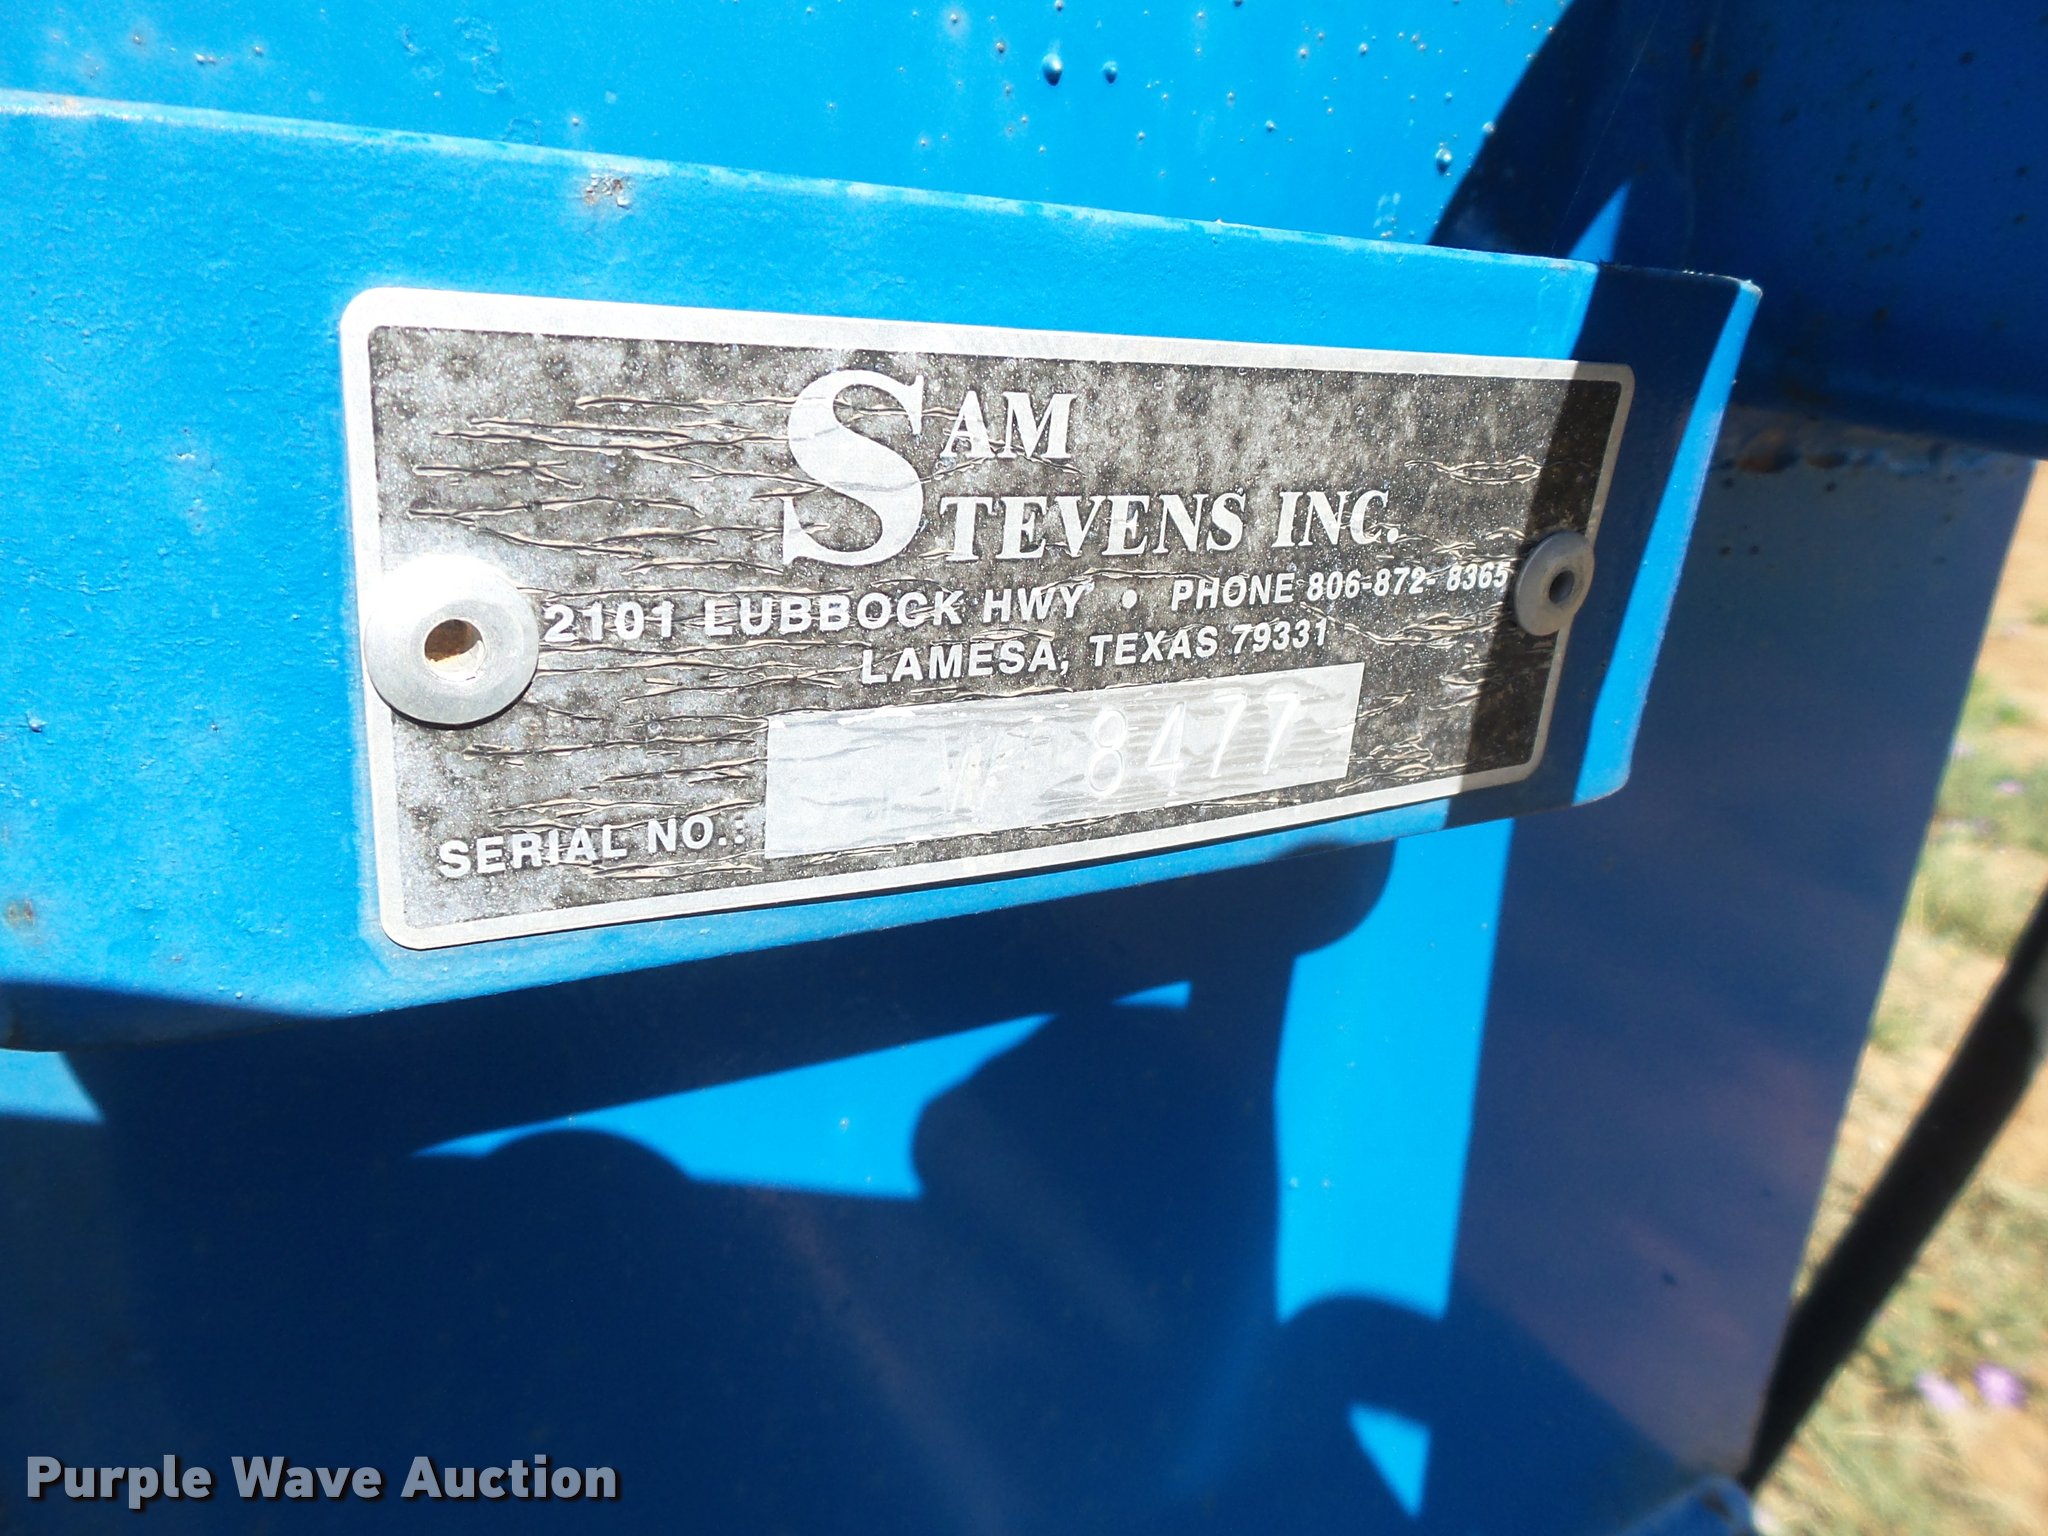 SAM
STEVENS INC.
2101 LUBBOCK HWY • PHONE 806-872-8365
LAMESA, TEXAS 79331
SERIAL NO.: 8477
Purple Wave Auction